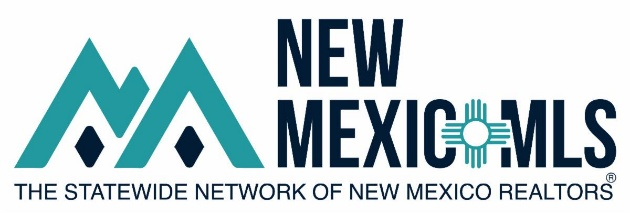 NEW
MEXICO MLS
THE STATEWIDE NETWORK OF NEW MEXICO REALTORS®